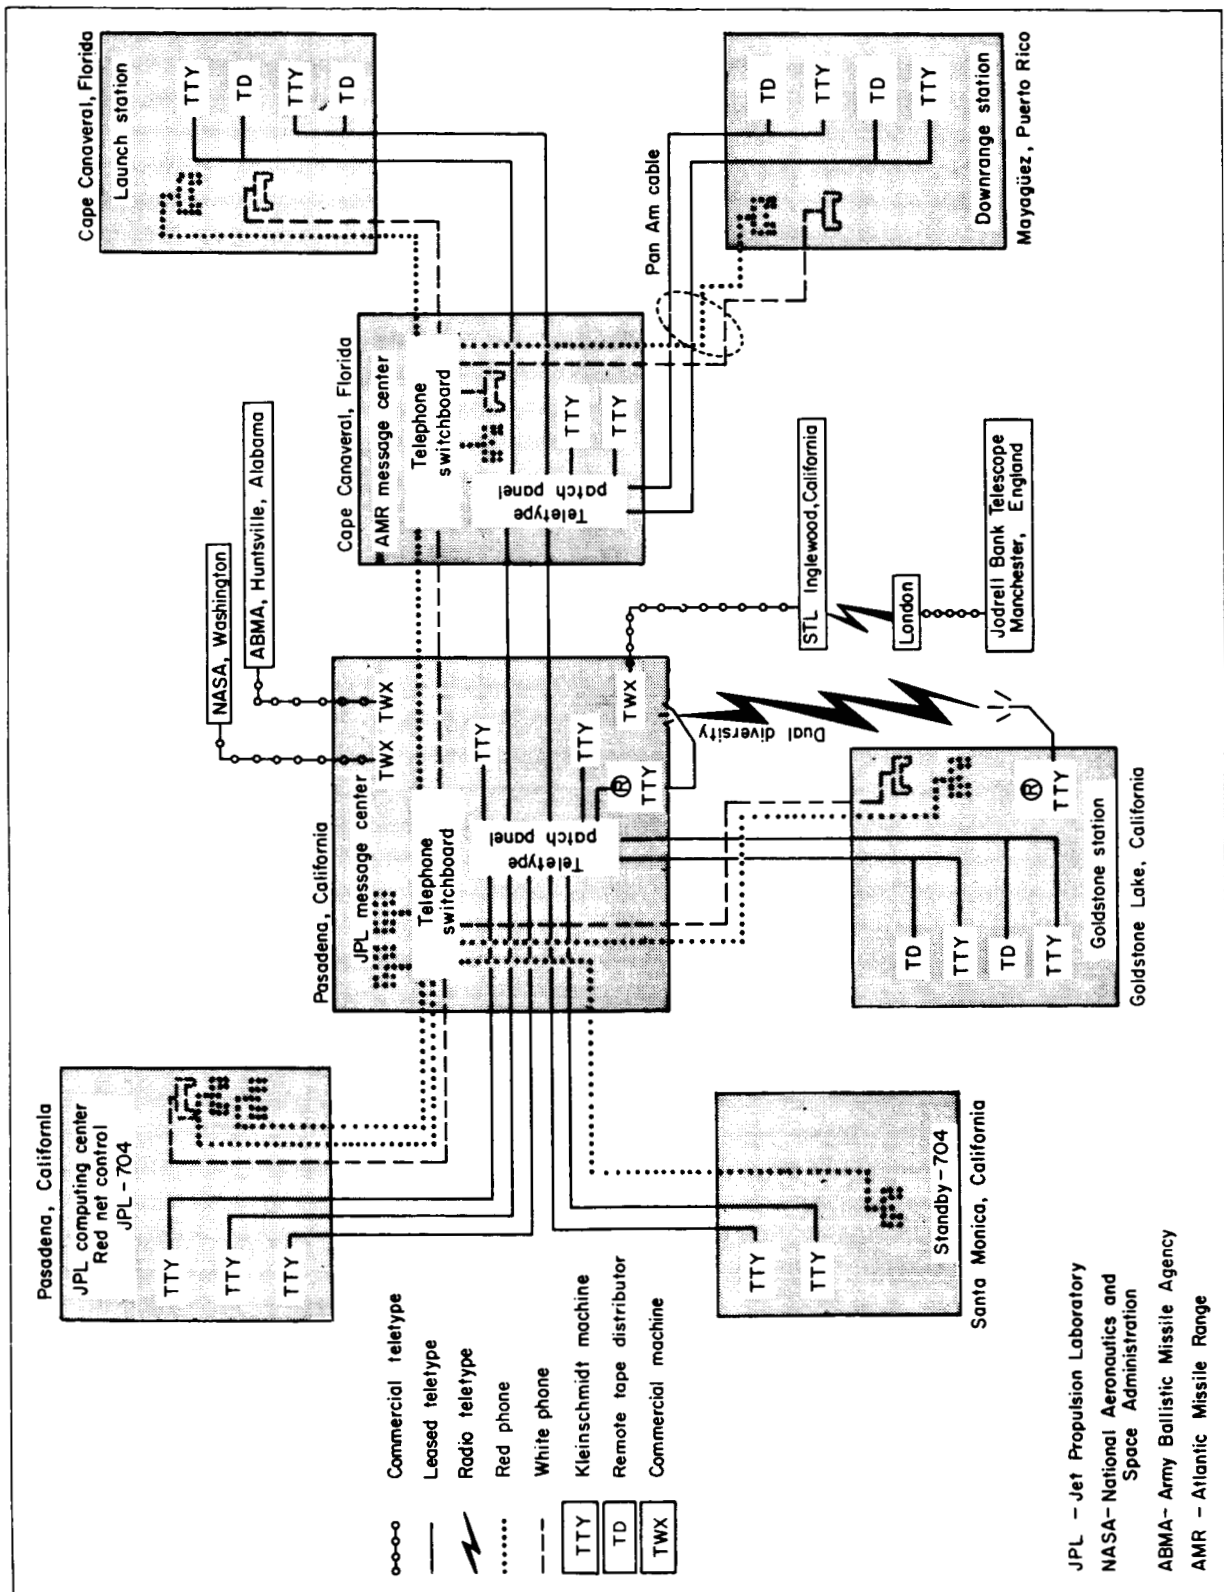 Pasadena, California
JPL computing center
Red net control
JPL-704
TTY
TTY
TTY
Pasadena, California
JPL message center
TWX
TWX
Telephone
switchboard
TTY
Teletype
patch panel
TTY
Ⓡ
TTY
TWX
NASA, Washington
ABMA, Huntsville, Alabama
Cape Canaveral, Florida
AMR message center
Telephone
switchboard
Teletype
patch panel
TTY
TTY
Cape Canaveral, Florida
Launch station
TTY
TD
TTY
TD
Pan Am cable
TD
TTY
TD
TTY
Downrange station
Mayagüez, Puerto Rico
STL Inglewood, California
London
Jodrell Bank Telescope
Manchester, England
Dual diversity
TD
TTY
TD
TTY
Ⓡ
TTY
Goldstone station
Goldstone Lake, California
TTY
TTY
Standby-704
Santa Monica, California
Commercial teletype
Leased teletype
Radio teletype
Red phone
White phone
TTY Kleinschmidt machine
TD Remote tape distributor
TWX Commercial machine
JPL - Jet Propulsion Laboratory
NASA- National Aeronautics and
Space Administration
ABMA- Army Ballistic Missile Agency
AMR - Atlantic Missile Range